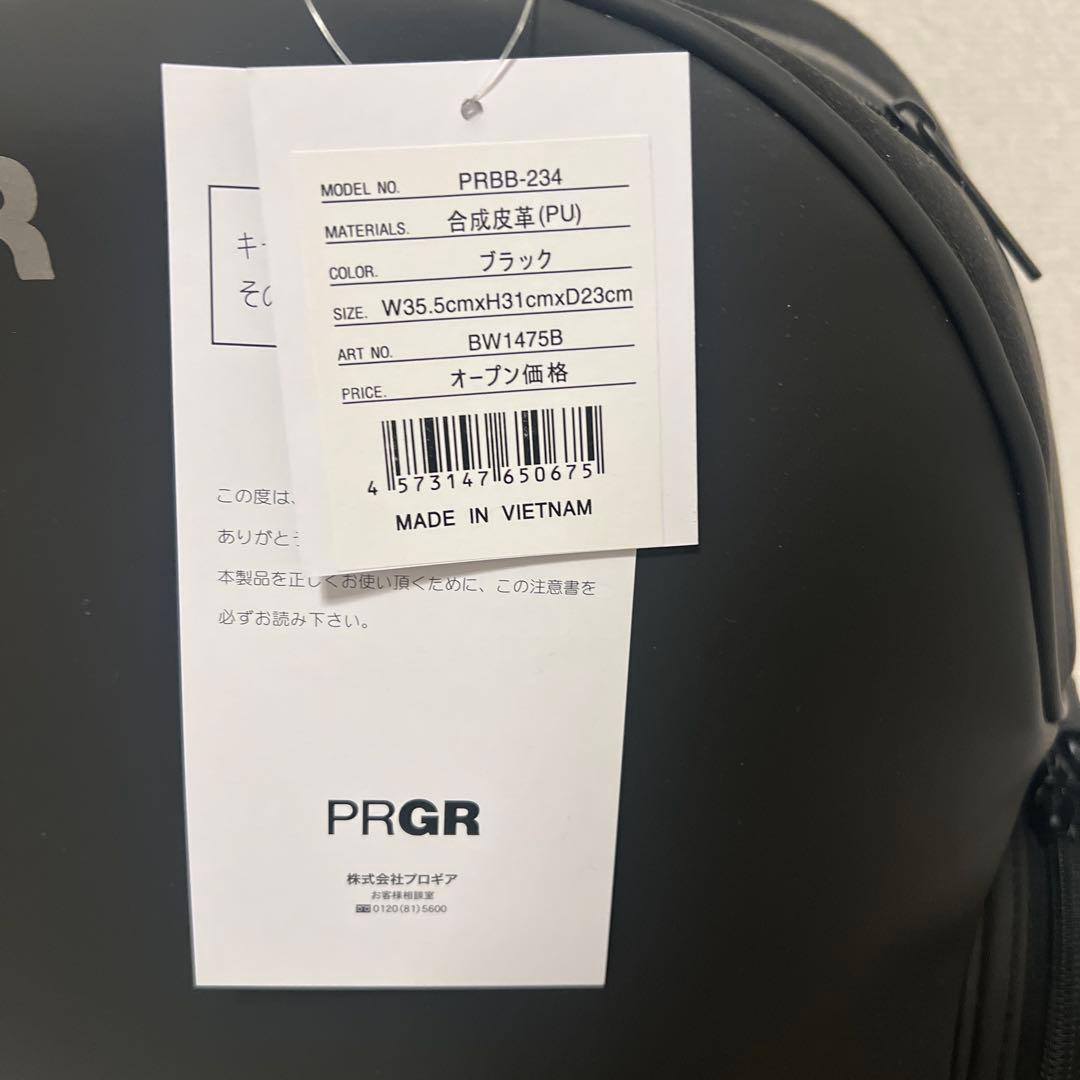 R
MODEL NO. PRBB-234
MATERIALS. 合成皮革(PU)
COLOR. ブラック
SIZE. W35.5cmxH31cmxD23cm
ART NO. BW1475B
PRICE. オープン価格
4 573147 650675
MADE IN VIETNAM
キ
その
この度は、
ありがとう
本製品を正しくお使い頂くために、この注意書を
必ずお読み下さい。
PRGR
株式会社プロギア
お客様相談室
0120(81)5600